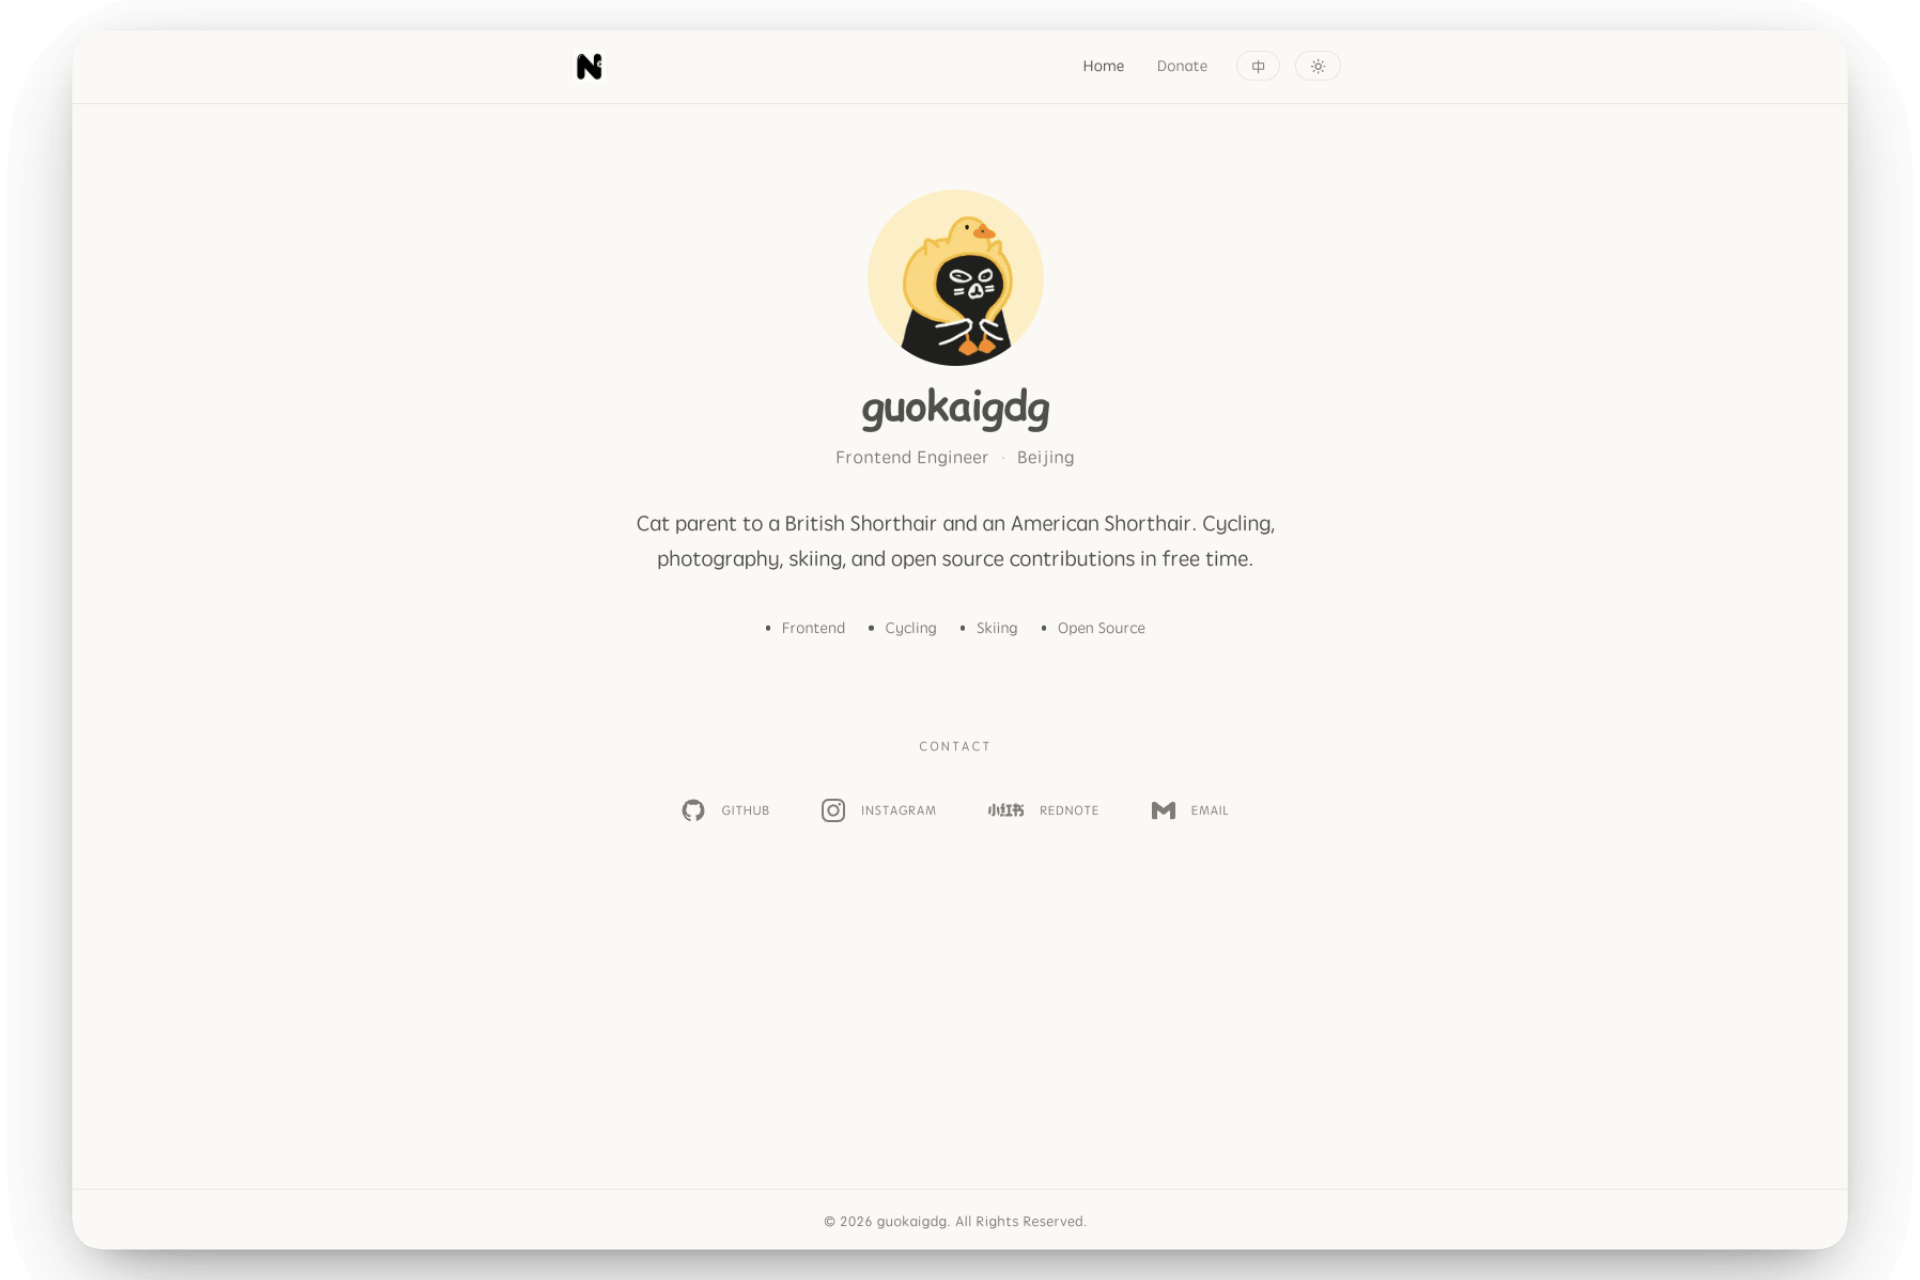 N
Home Donate 中
guokaigdg
Frontend Engineer · Beijing
Cat parent to a British Shorthair and an American Shorthair. Cycling,
photography, skiing, and open source contributions in free time.
• Frontend • Cycling • Skiing • Open Source
CONTACT
GITHUB INSTAGRAM 小红书 REDNOTE EMAIL
© 2026 guokaigdg. All Rights Reserved.